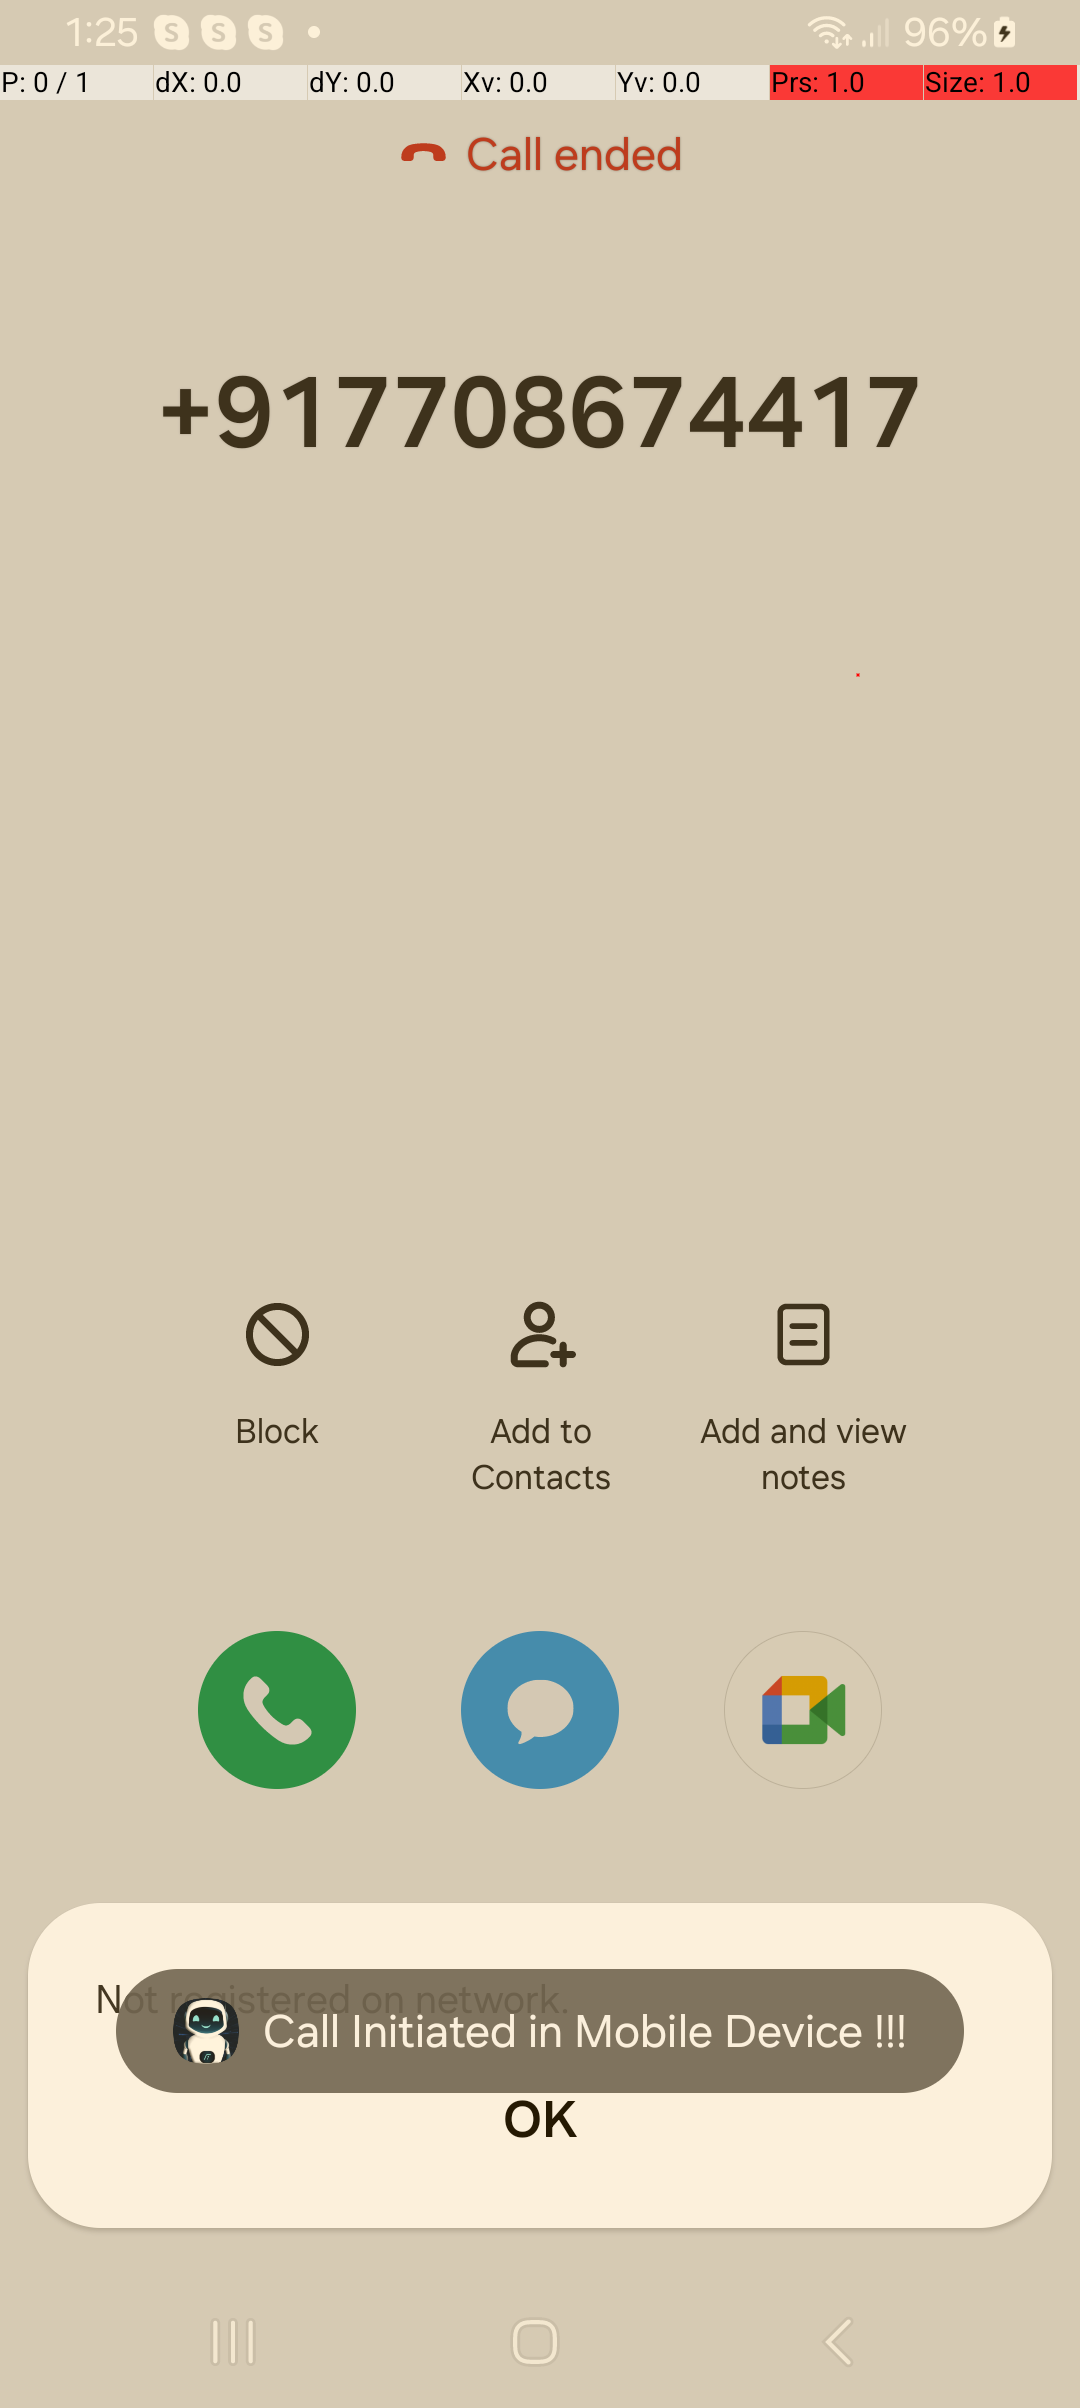 1:25 S S S 96%
P: 0 / 1 dX: 0.0 dY: 0.0 Xv: 0.0 Yv: 0.0 Prs: 1.0 Size: 1.0
Call ended
+917708674417
Block
Add to
Contacts
Add and view
notes
Not registered on network.
Call Initiated in Mobile Device !!!
OK